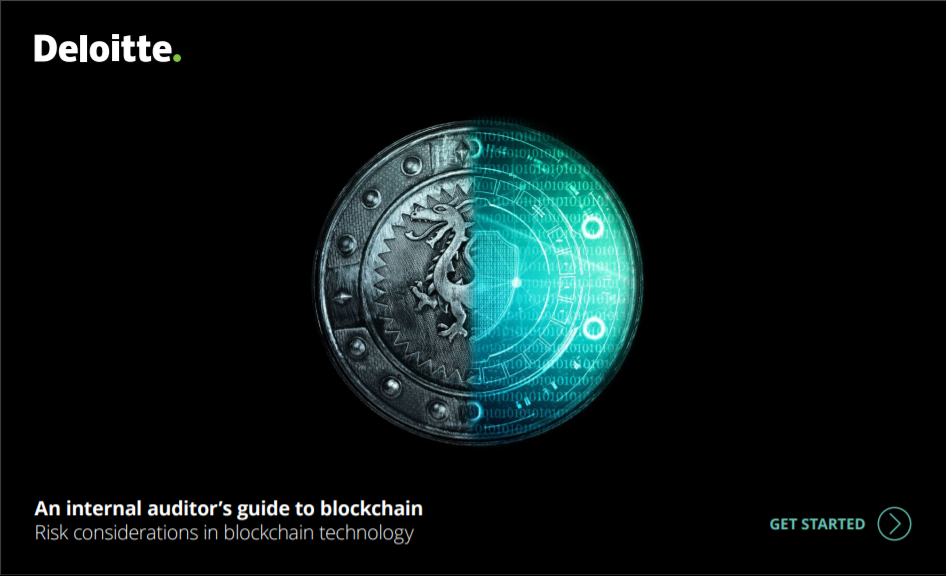 Deloitte.
An internal auditor’s guide to blockchain
Risk considerations in blockchain technology
GET STARTED